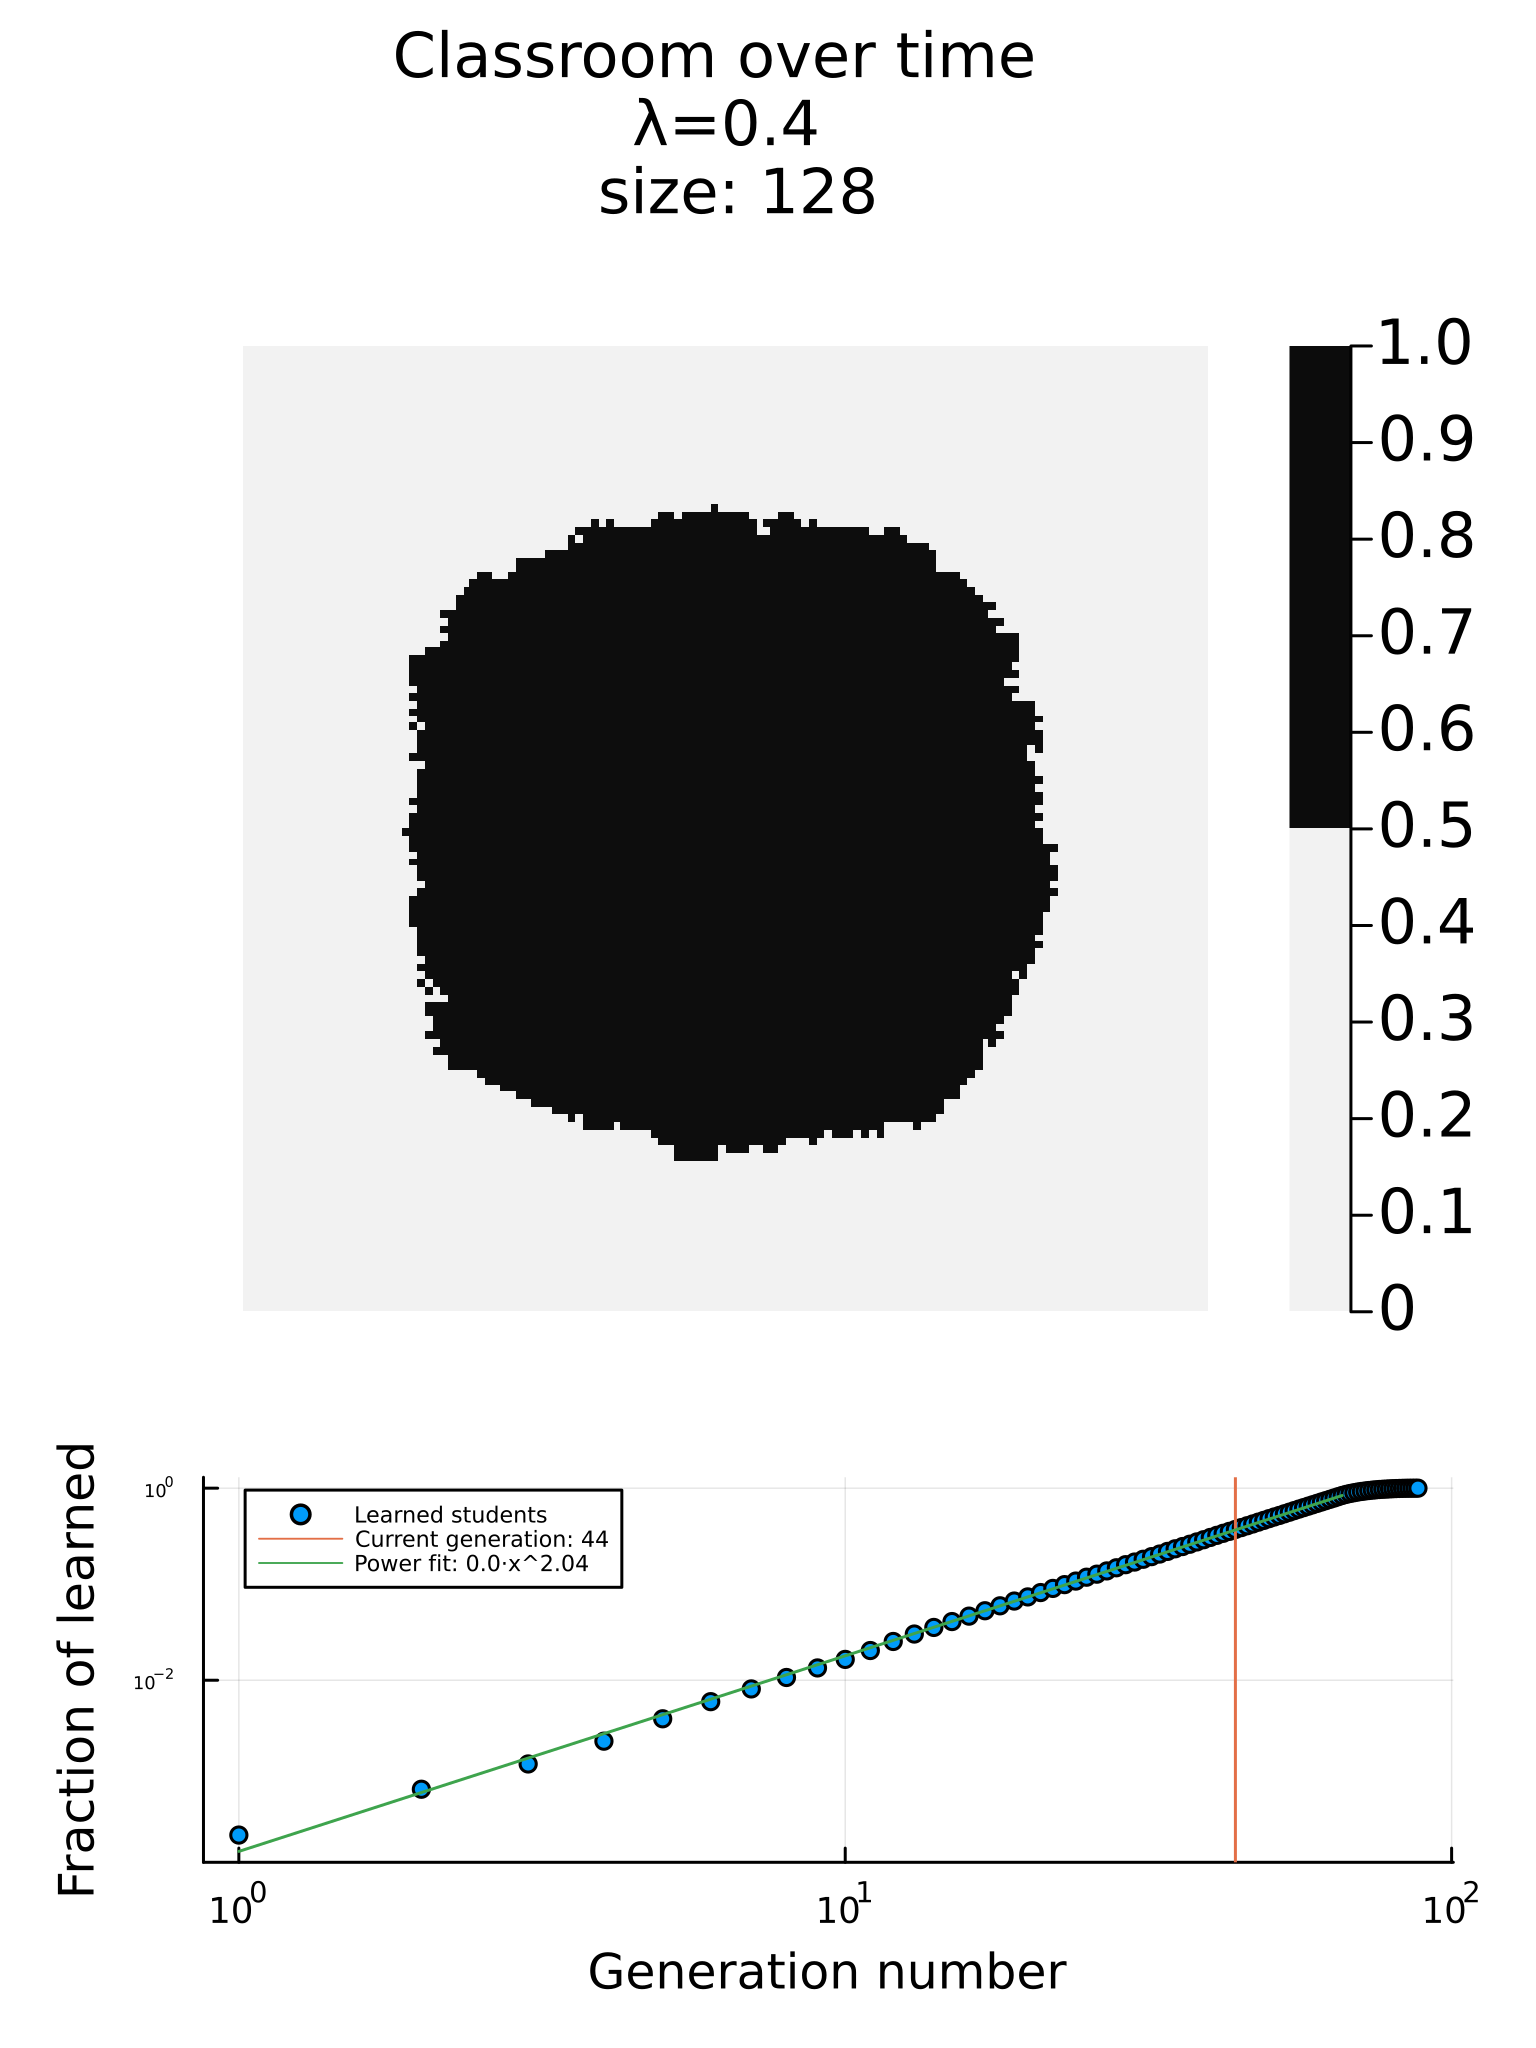 Classroom over time
λ=0.4
size: 128
1.0
0.9
0.8
0.7
0.6
0.5
0.4
0.3
0.2
0.1
0
Fraction of learned
10^0
10^-2
Learned students
Current generation: 44
Power fit: 0.0·x^2.04
10^0
10^1
10^2
Generation number